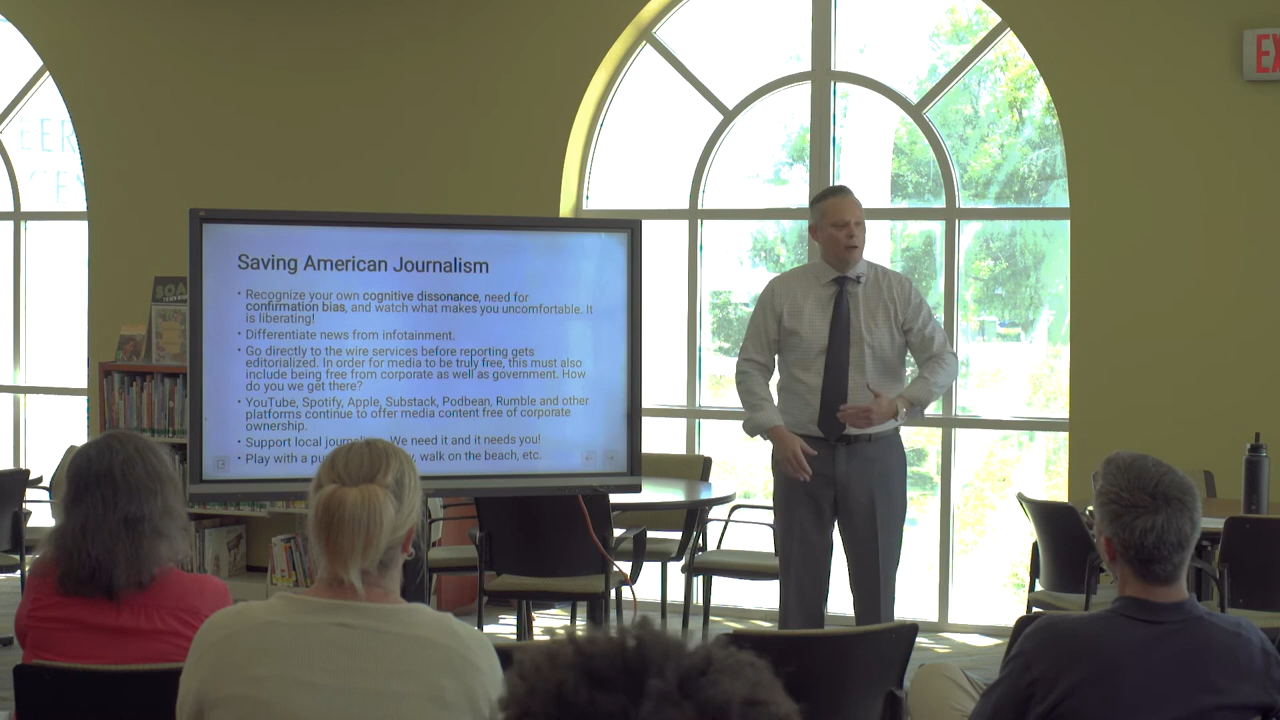 EX
Saving American Journalism
• Recognize your own cognitive dissonance, need for
confirmation bias, and watch what makes you uncomfortable. It
is liberating!
• Differentiate news from infotainment.
• Go directly to the wire services before reporting gets
editorialized. In order for media to be truly free, this must also
include being free from corporate as well as government. How
do you we get there?
• YouTube, Spotify, Apple, Substack, Podbean, Rumble and other
platforms continue to offer media content free of corporate
ownership.
• Support local We need it and it needs you!
• Play with a walk on the beach, etc.